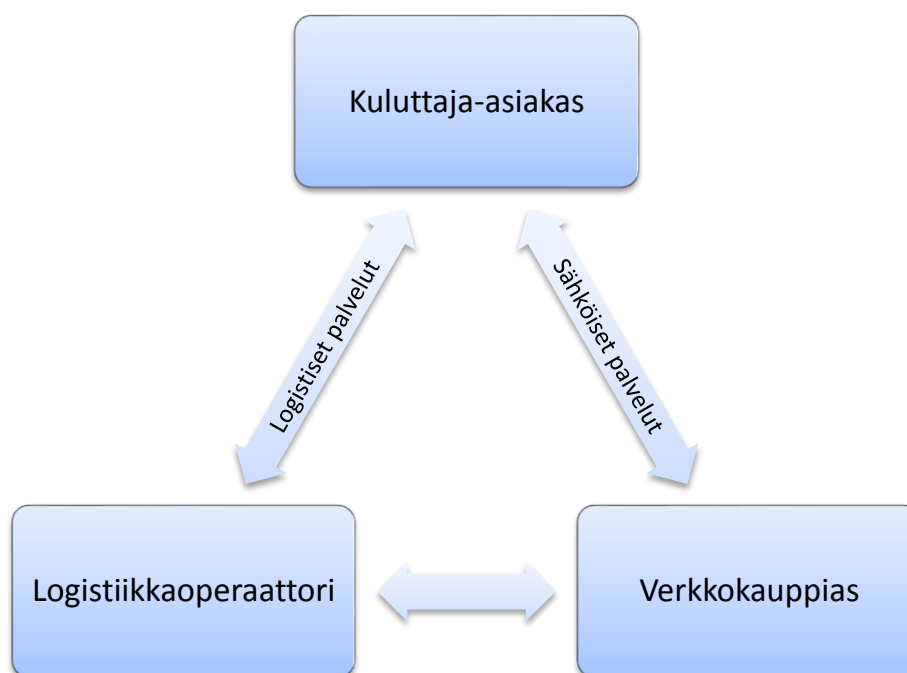 Kuluttaja-asiakas
Logistiset palvelut
Sähköiset palvelut
Logistiikkaoperaattori
Verkkokauppias